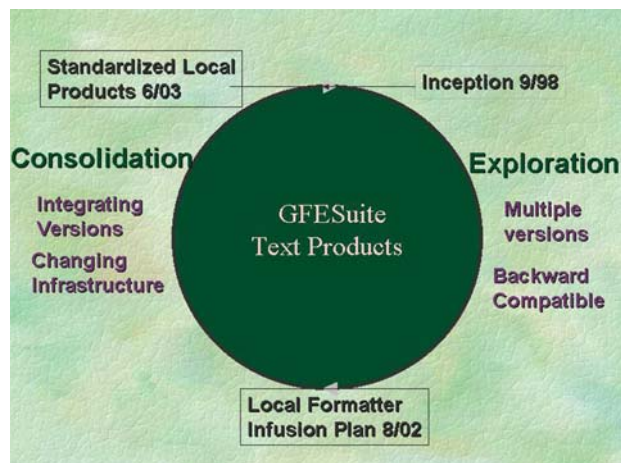 Standardized Local
Products 6/03
Inception 9/98
Consolidation
Exploration
Integrating
Versions
Changing
Infrastructure
GFESuite
Text Products
Multiple
versions
Backward
Compatible
Local Formatter
Infusion Plan 8/02